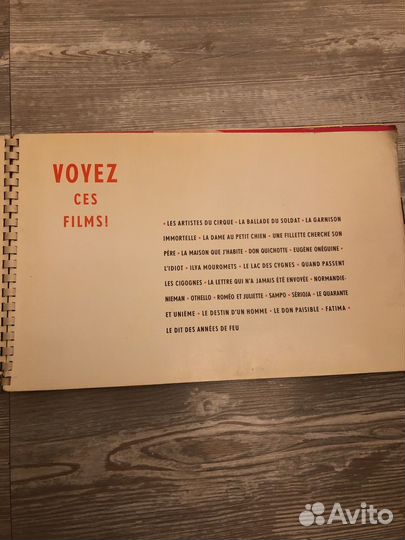 VOYEZ
CES
FILMS!
• LES ARTISTES DU CIRQUE • LA BALLADE DU SOLDAT • LA GARNISON
IMMORTELLE • LA DAME AU PETIT CHIEN • UNE FILLETTE CHERCHE SON
PÈRE • LA MAISON QUE J'HABITE • DON QUICHOTTE • EUGÈNE ONÉGUINE •
L'IDIOT • ILYA MOUROMETS • LE LAC DES CYGNES • QUAND PASSENT
LES CIGOGNES • LA LETTRE QUI N'A JAMAIS ÉTÉ ENVOYÉE • NORMANDIE-
NIEMAN • OTHELLO • ROMÉO ET JULIETTE • SAMPO • SÉRIOJA • LE QUARANTE
ET UNIÈME • LE DESTIN D'UN HOMME • LE DON PAISIBLE • FATIMA •
LE DIT DES ANNÉES DE FEU
Avito